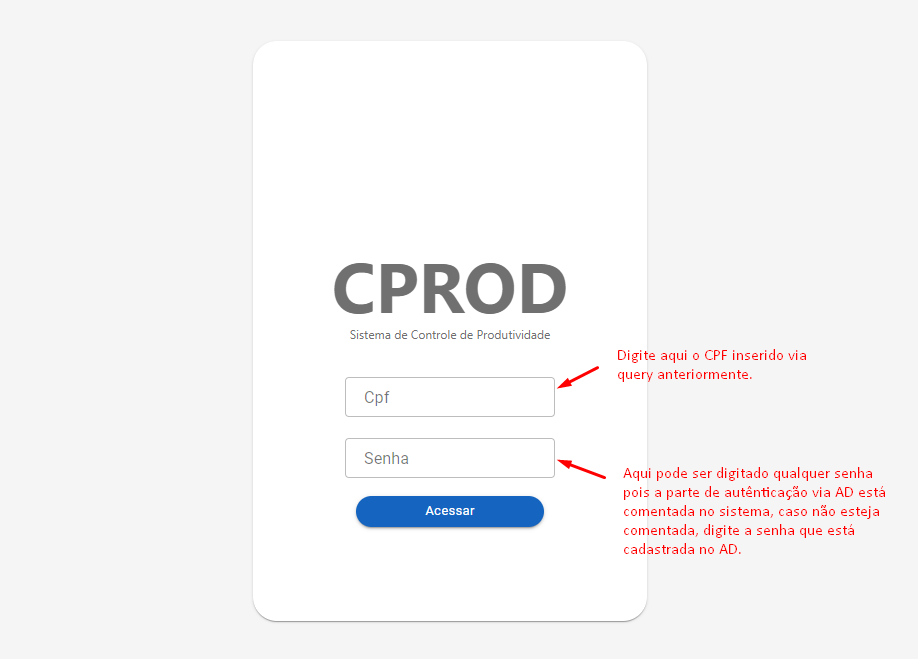 CPROD
Sistema de Controle de Produtividade
Digite aqui o CPF inserido via
query anteriormente.
Cpf
Senha
Aqui pode ser digitado qualquer senha
pois a parte de autênticação via AD está
comentada no sistema, caso não esteja
comentada, digite a senha que está
cadastrada no AD.
Acessar